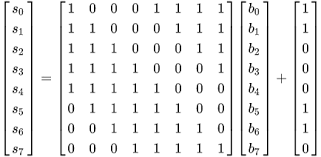 s0 1 0 0 0 1 1 1 1 b0 1
s1 1 1 0 0 0 1 1 1 b1 1
s2 1 1 1 0 0 0 1 1 b2 0
s3 1 1 1 1 0 0 0 1 b3 0
s4 = 1 1 1 1 1 0 0 0 b4 + 0
s5 0 1 1 1 1 1 0 0 b5 1
s6 0 0 1 1 1 1 1 0 b6 1
s7 0 0 0 1 1 1 1 1 b7 0